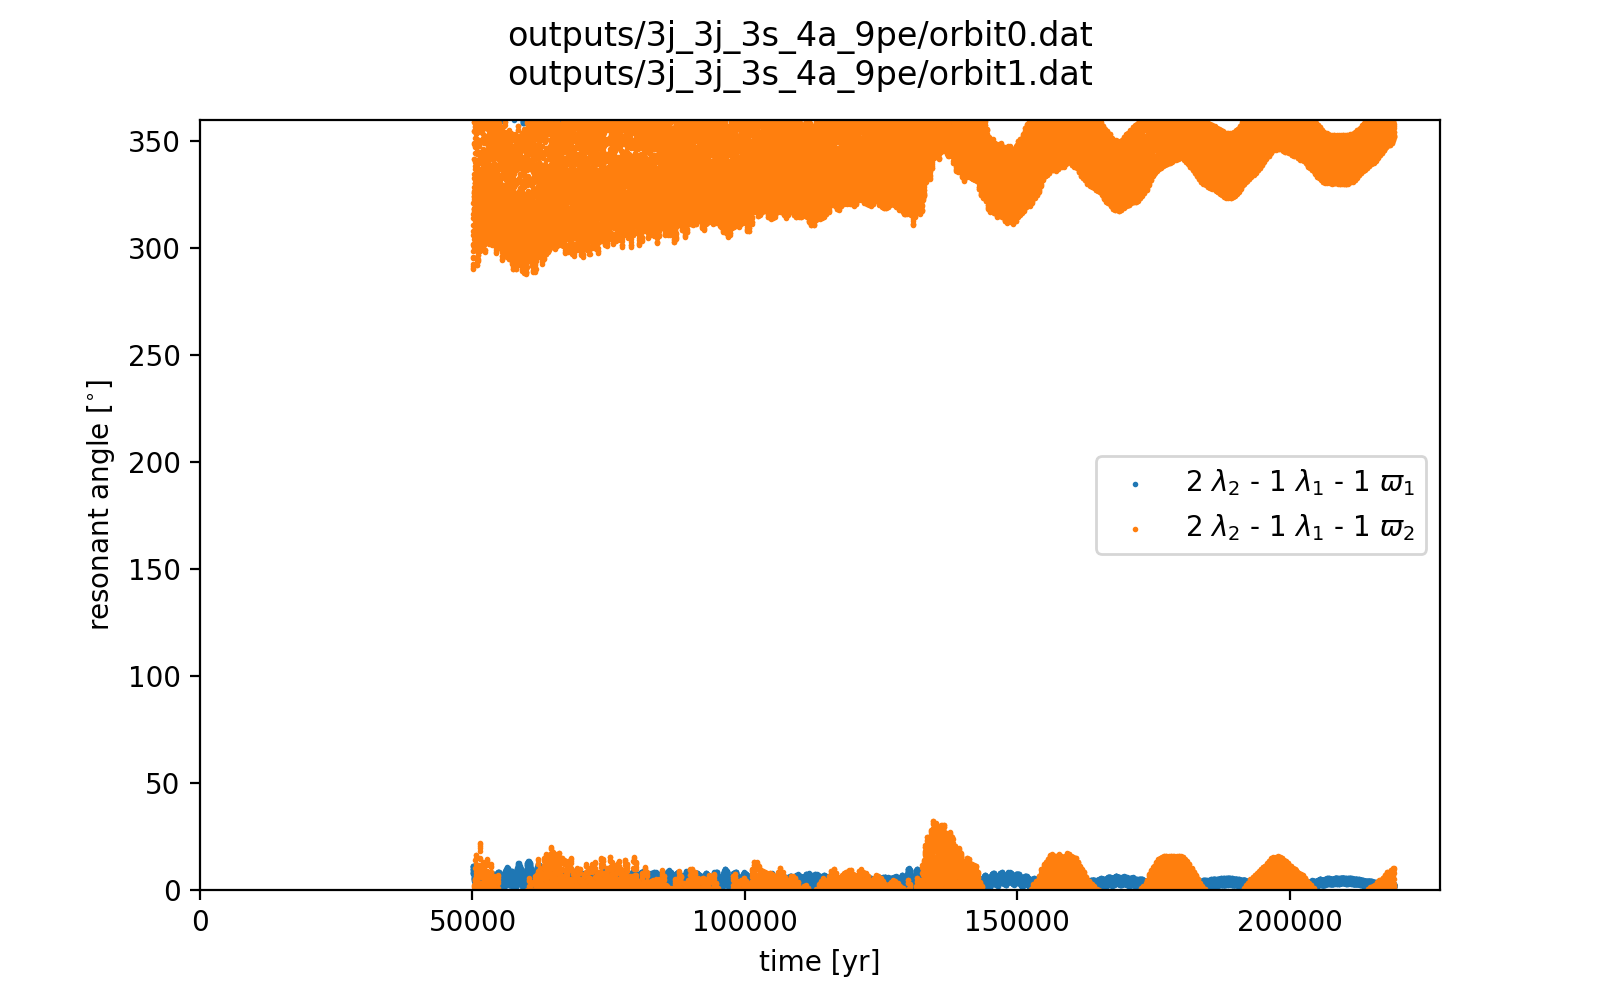 outputs/3j_3j_3s_4a_9pe/orbit0.dat
outputs/3j_3j_3s_4a_9pe/orbit1.dat
350
300
250
200
150
100
50
0
resonant angle [°]
2 λ₂ - 1 λ₁ - 1 ϖ₁
2 λ₂ - 1 λ₁ - 1 ϖ₂
0
50000
100000
150000
200000
time [yr]